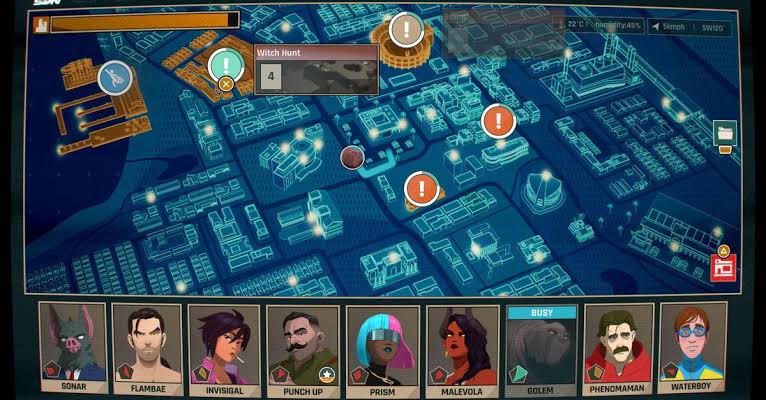 SDN
22°C
humidity:45%
5kmph
SW120°
Witch Hunt
4
!
!
!
!
BUSY
SONAR
FLAMBAE
INVISIGAL
PUNCH UP
PRISM
MALEVOLA
GOLEM
PHENOMAMAN
WATERBOY